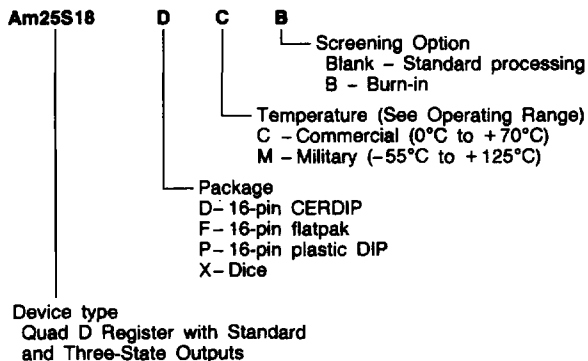 Am25S18 D C B
Screening Option
Blank – Standard processing
B – Burn-in
Temperature (See Operating Range)
C – Commercial (0°C to +70°C)
M – Military (–55°C to +125°C)
Package
D – 16-pin CERDIP
F – 16-pin flatpak
P – 16-pin plastic DIP
X – Dice
Device type
Quad D Register with Standard
and Three-State Outputs